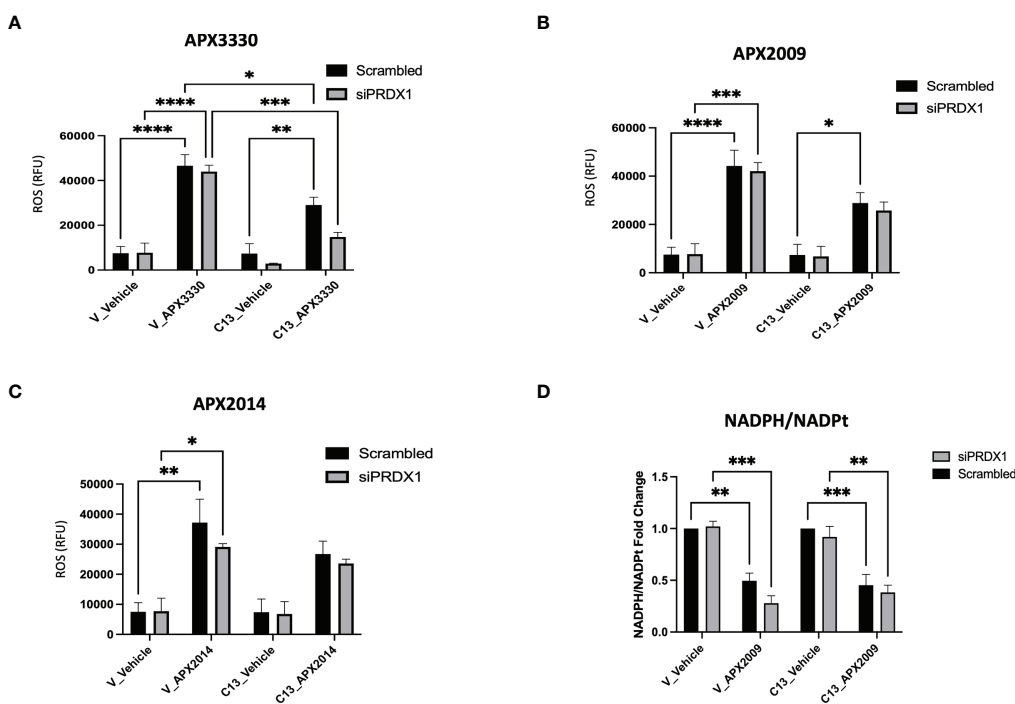 A
APX3330
Scrambled
siPRDX1
*
****
***
****
**
ROS (RFU)
60000
40000
20000
0
V_Vehicle
V_APX3330
C13_Vehicle
C13_APX3330
B
APX2009
Scrambled
siPRDX1
***
****
*
ROS (RFU)
60000
40000
20000
0
V_Vehicle
V_APX2009
C13_Vehicle
C13_APX2009
C
APX2014
Scrambled
siPRDX1
*
**
ROS (RFU)
50000
40000
30000
20000
10000
0
V_Vehicle
V_APX2014
C13_Vehicle
C13_APX2014
D
NADPH/NADPt
siPRDX1
Scrambled
***
**
**
***
NADPH/NADPt Fold Change
1.5
1.0
0.5
0.0
V_Vehicle
V_APX2009
C13_Vehicle
C13_APX2009